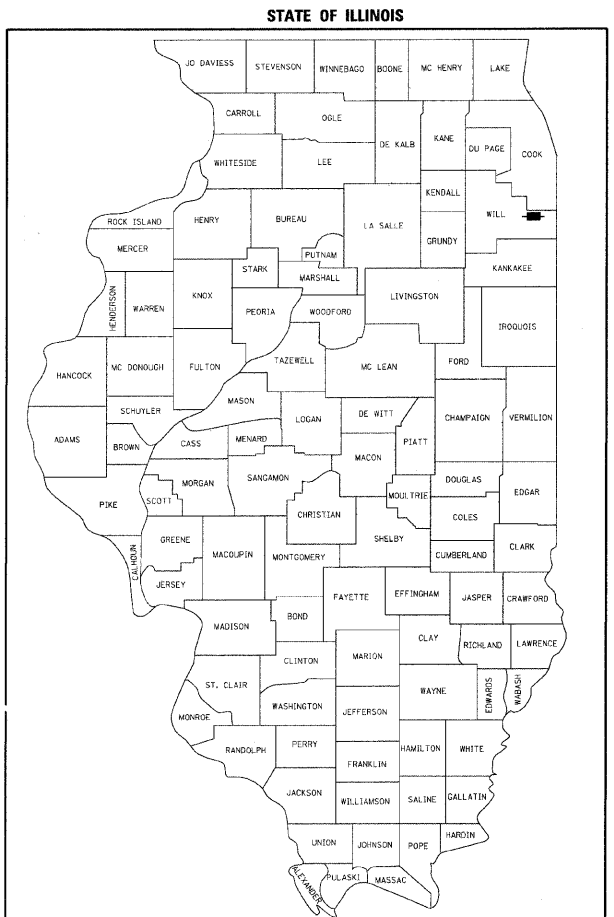 STATE OF ILLINOIS
JO DAVIESS
STEVENSON
WINNEBAGO
BOONE
MC HENRY
LAKE
CARROLL
OGLE
DE KALB
KANE
DU PAGE
COOK
WHITESIDE
LEE
KENDALL
WILL
ROCK ISLAND
HENRY
BUREAU
LA SALLE
GRUNDY
MERCER
PUTNAM
STARK
MARSHALL
KANKAKEE
HENDERSON
WARREN
KNOX
PEORIA
WOODFORD
LIVINGSTON
IROQUOIS
HANCOCK
MC DONOUGH
FULTON
TAZEWELL
MC LEAN
FORD
MASON
SCHUYLER
LOGAN
DE WITT
CHAMPAIGN
VERMILION
ADAMS
BROWN
CASS
MENARD
MACON
PIATT
MORGAN
SANGAMON
DOUGLAS
EDGAR
PIKE
SCOTT
MOULTRIE
CHRISTIAN
COLES
GREENE
MACOUPIN
SHELBY
CALHOUN
MONTGOMERY
CUMBERLAND
CLARK
JERSEY
FAYETTE
EFFINGHAM
JASPER
CRAWFORD
MADISON
BOND
CLAY
RICHLAND
LAWRENCE
CLINTON
MARION
ST. CLAIR
WAYNE
EDWARDS
WABASH
WASHINGTON
JEFFERSON
MONROE
RANDOLPH
PERRY
HAMILTON
WHITE
FRANKLIN
JACKSON
WILLIAMSON
SALINE
GALLATIN
UNION
JOHNSON
POPE
HARDIN
ALEXANDER
PULASKI
MASSAC